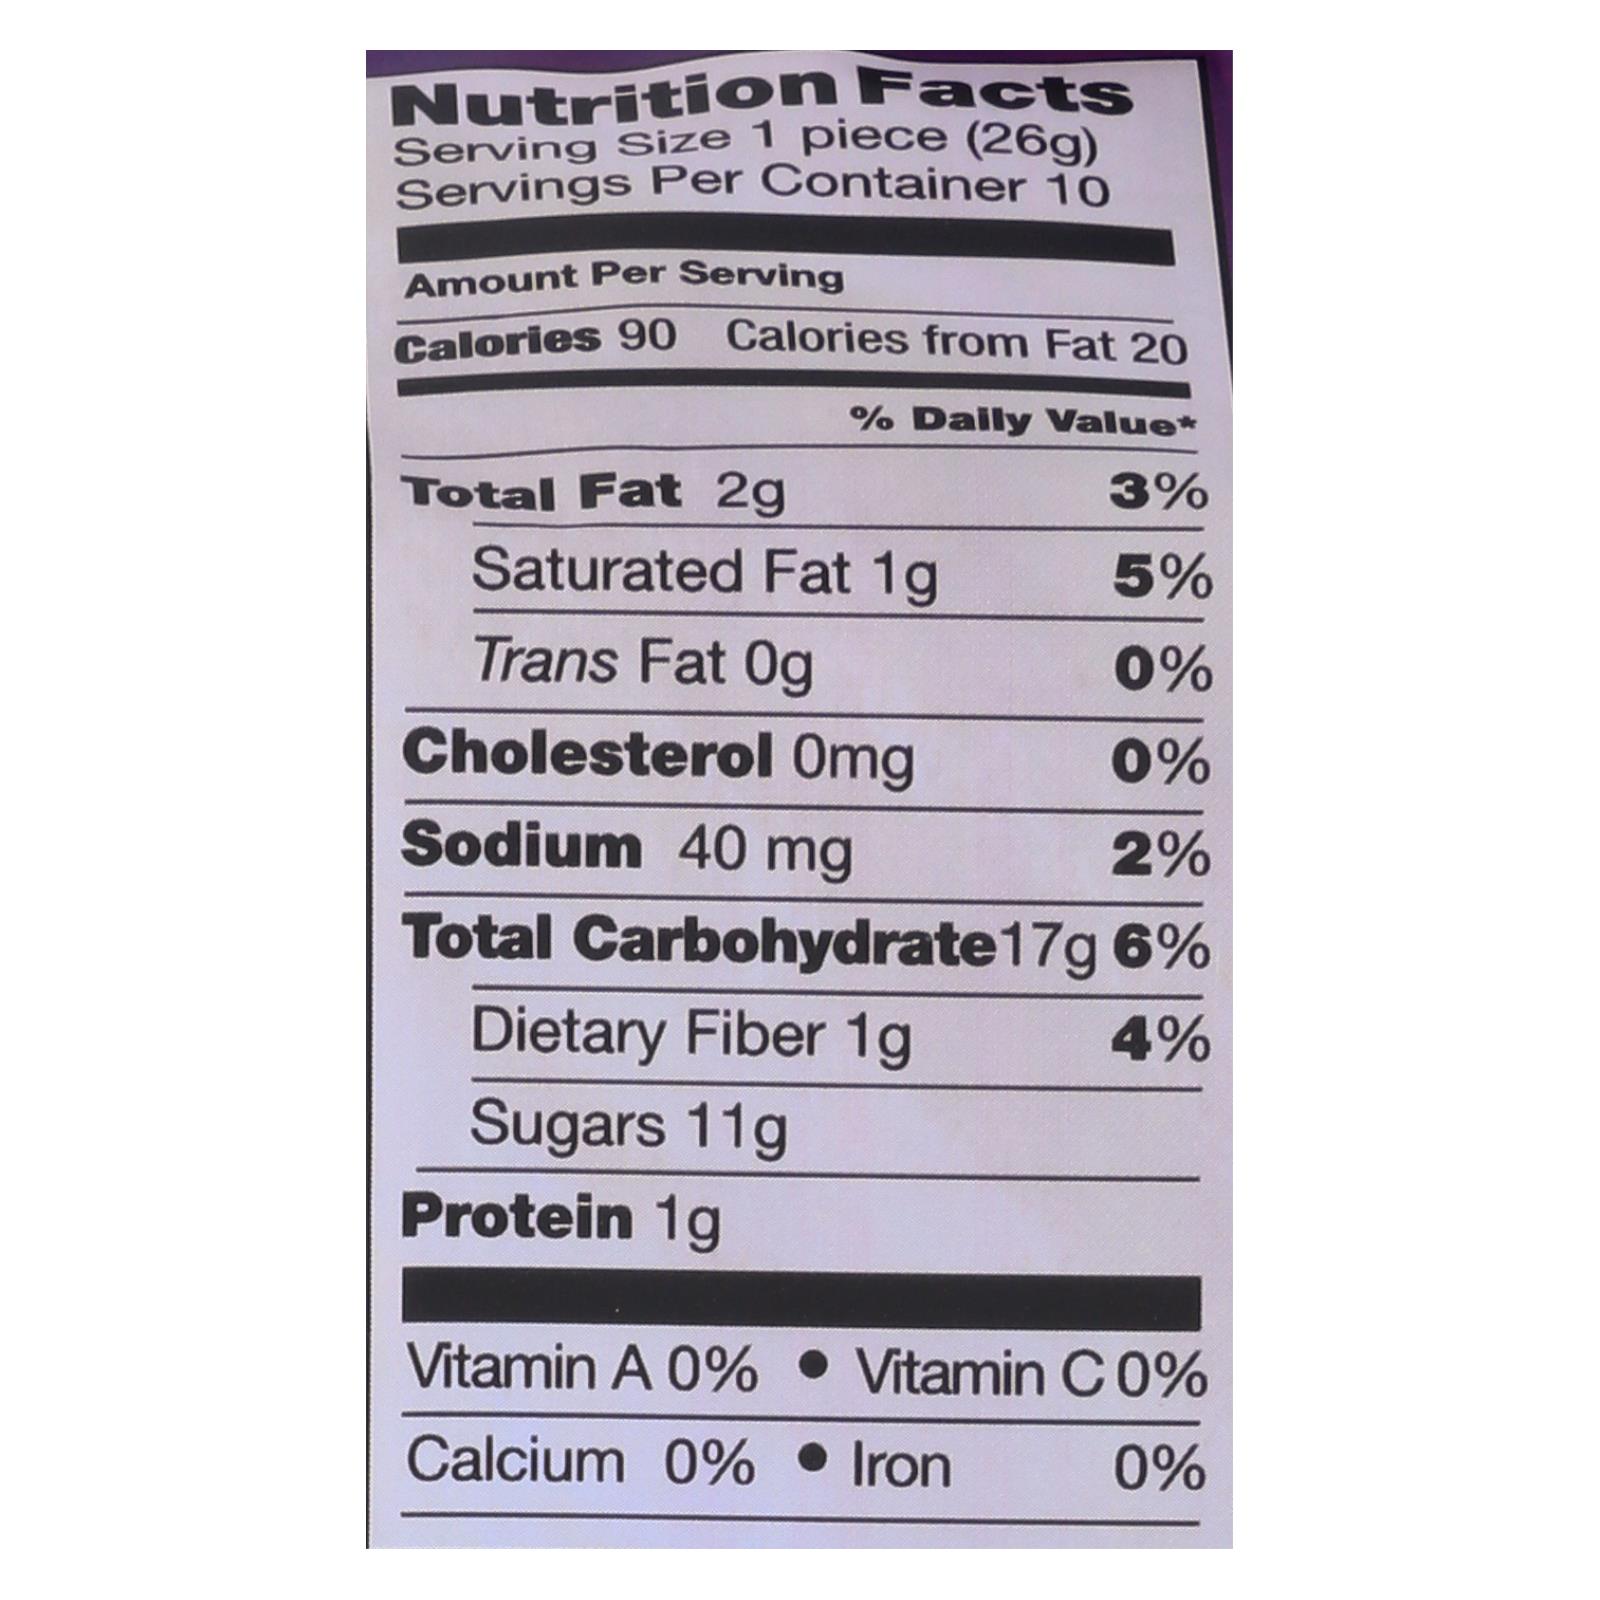 Nutrition Facts
Serving Size 1 piece (26g)
Servings Per Container 10
Amount Per Serving
Calories 90 Calories from Fat 20
% Daily Value*
Total Fat 2g 3%
Saturated Fat 1g 5%
Trans Fat 0g 0%
Cholesterol 0mg 0%
Sodium 40 mg 2%
Total Carbohydrate 17g 6%
Dietary Fiber 1g 4%
Sugars 11g
Protein 1g
Vitamin A 0% • Vitamin C 0%
Calcium 0% • Iron 0%